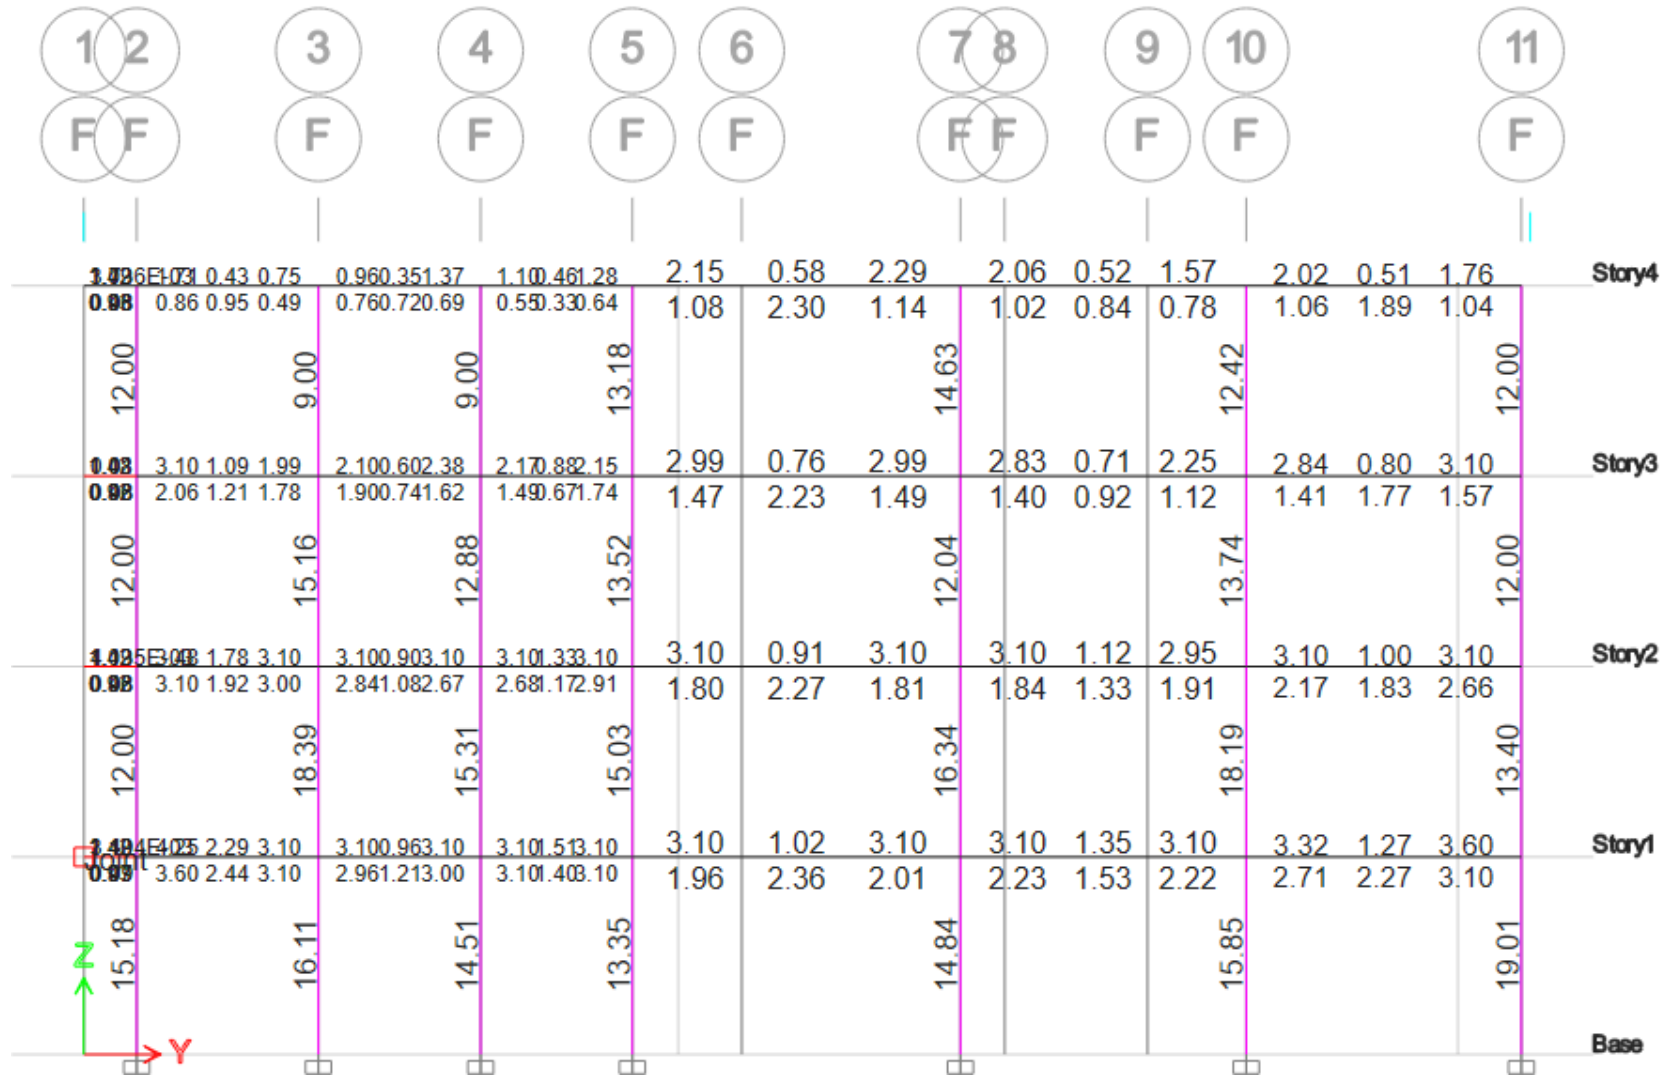 1 2 3 4 5 6 7 8 9 10 11
F F F F F F F F F F F
1.71 0.43 0.75 0.96 0.35 1.37 1.10 0.46 1.28 2.15 0.58 2.29 2.06 0.52 1.57 2.02 0.51 1.76 Story4
0.86 0.95 0.49 0.76 0.72 0.69 0.55 0.33 0.64 1.08 2.30 1.14 1.02 0.84 0.78 1.06 1.89 1.04
12.00 9.00 9.00 13.18 14.63 12.42 12.00
3.10 1.09 1.99 2.10 0.60 2.38 2.17 0.88 2.15 2.99 0.76 2.99 2.83 0.71 2.25 2.84 0.80 3.10 Story3
2.06 1.21 1.78 1.90 0.74 1.62 1.49 0.67 1.74 1.47 2.23 1.49 1.40 0.92 1.12 1.41 1.77 1.57
12.00 15.16 12.88 13.52 12.04 13.74 12.00
1.78 3.10 3.10 0.90 3.10 3.10 1.33 3.10 3.10 0.91 3.10 3.10 1.12 2.95 3.10 1.00 3.10 Story2
3.10 1.92 3.00 2.84 1.08 2.67 2.68 1.17 2.91 1.80 2.27 1.81 1.84 1.33 1.91 2.17 1.83 2.66
12.00 18.39 15.31 15.03 16.34 18.19 13.40
2.29 3.10 3.10 0.96 3.10 3.10 1.51 3.10 3.10 1.02 3.10 3.10 1.35 3.10 3.32 1.27 3.60 Story1
Joint
3.60 2.44 3.10 2.96 1.21 3.00 3.10 1.40 3.10 1.96 2.36 2.01 2.23 1.53 2.22 2.71 2.27 3.10
15.18 16.11 14.51 13.35 14.84 15.85 19.01
Z
Y Base